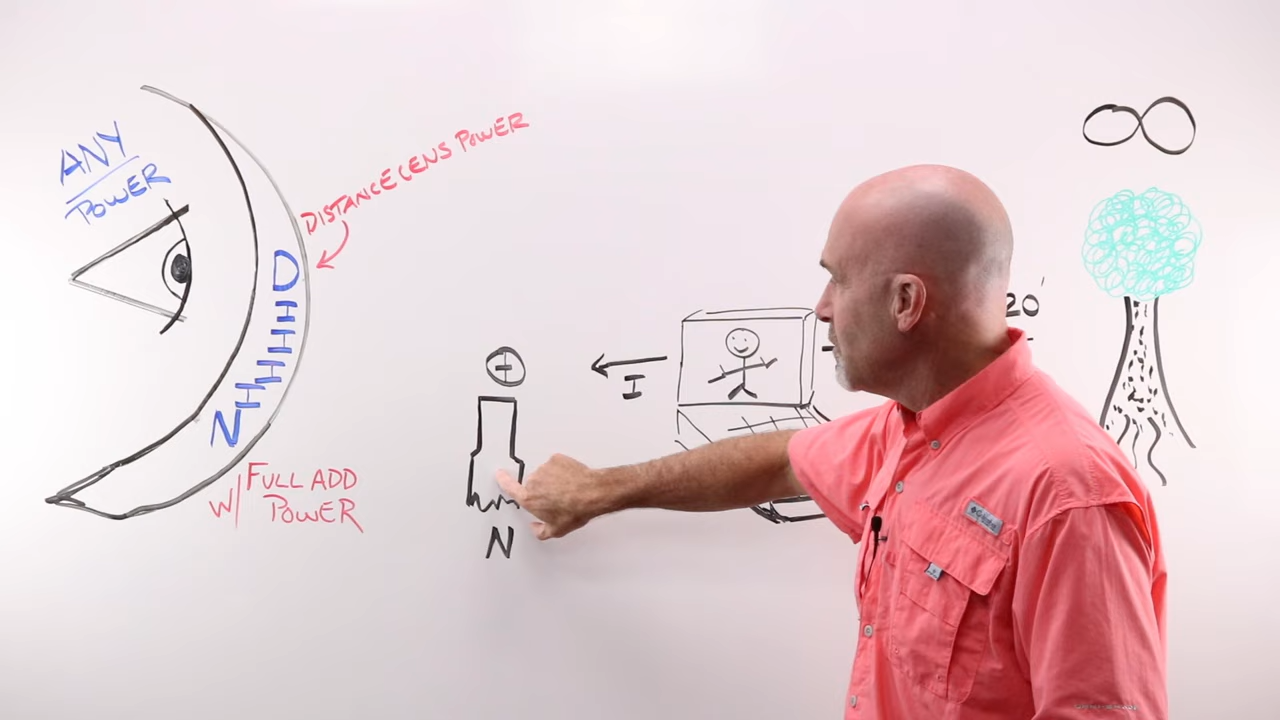 ANY
POWER
DISTANCE LENS POWER
D
I
I
I
I
I
N
W/ FULL ADD
POWER
+
N
I
20'
∞